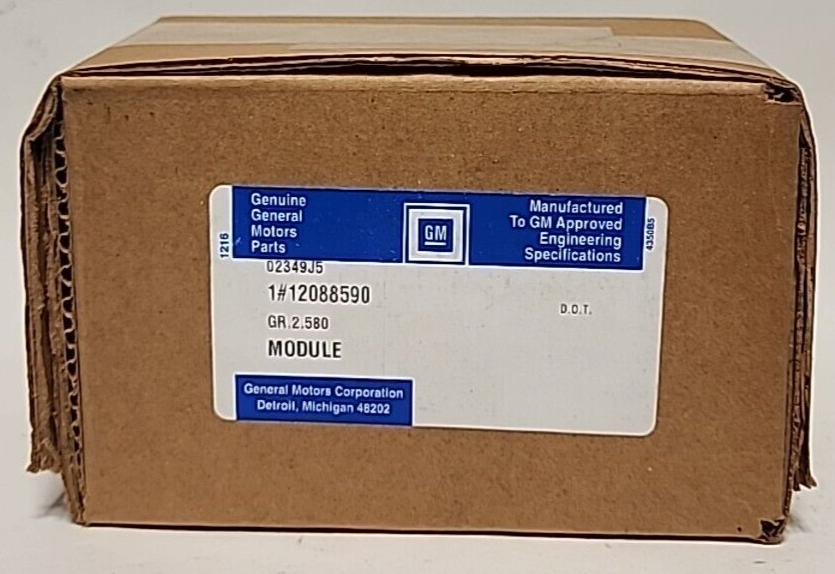 Genuine
General
Motors
Parts
GM
Manufactured
To GM Approved
Engineering
Specifications
1216
4350B5
02349J5
1#12088590
GR.2.580
MODULE
D.O.T.
General Motors Corporation
Detroit, Michigan 48202